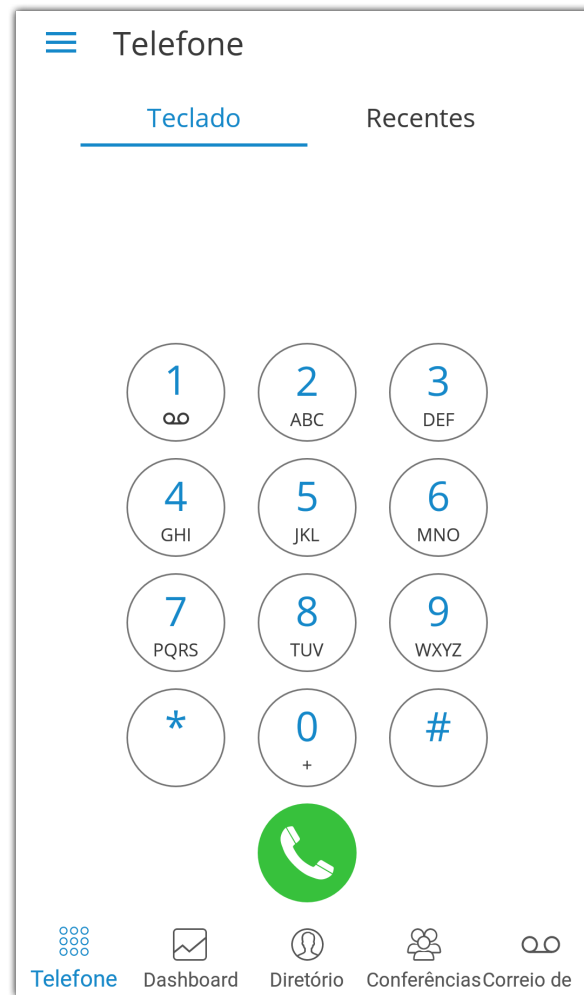 Telefone
Teclado Recentes
1 2 3
ABC DEF
4 5 6
GHI JKL MNO
7 8 9
PQRS TUV WXYZ
* 0 #
+
Telefone Dashboard Diretório Conferências Correio de